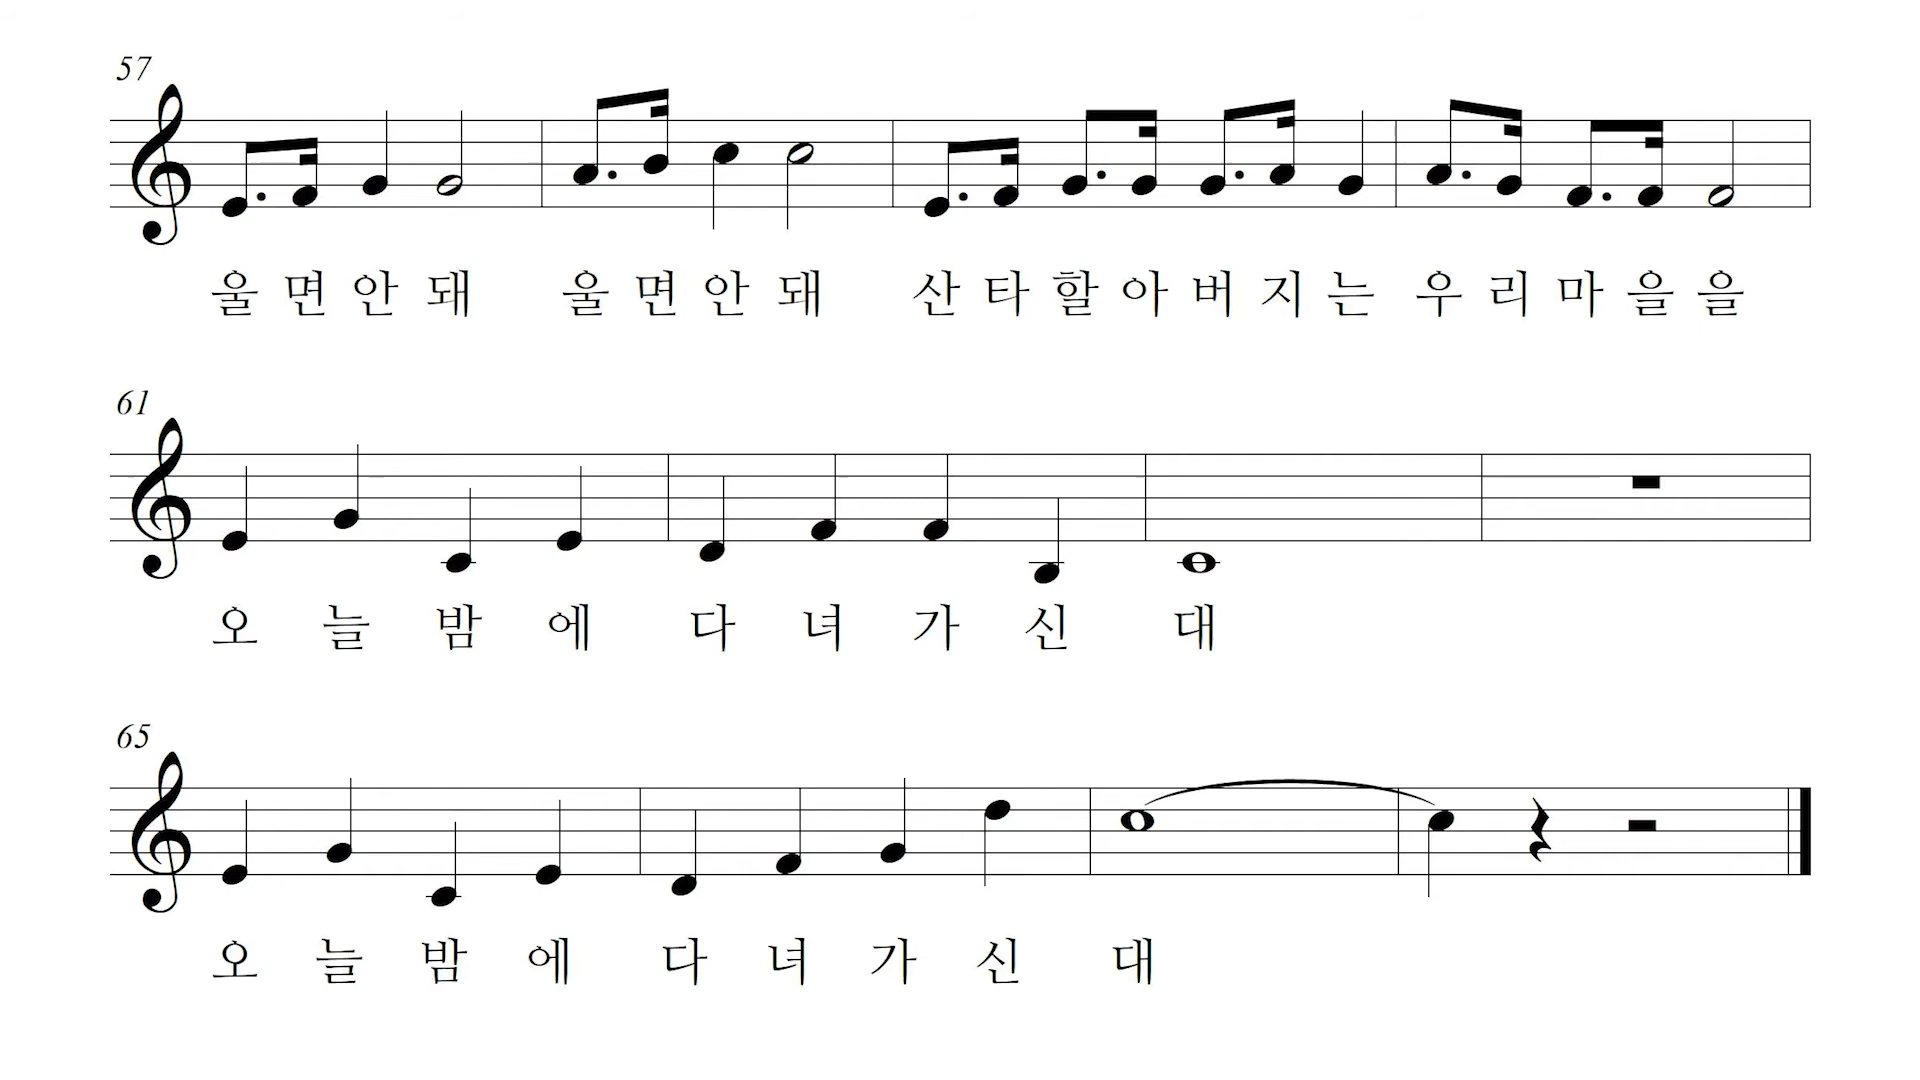 57
울 면 안 돼 울 면 안 돼 산 타 할 아 버 지 는 우 리 마 을 을
61
오 늘 밤 에 다 녀 가 신 대
65
오 늘 밤 에 다 녀 가 신 대